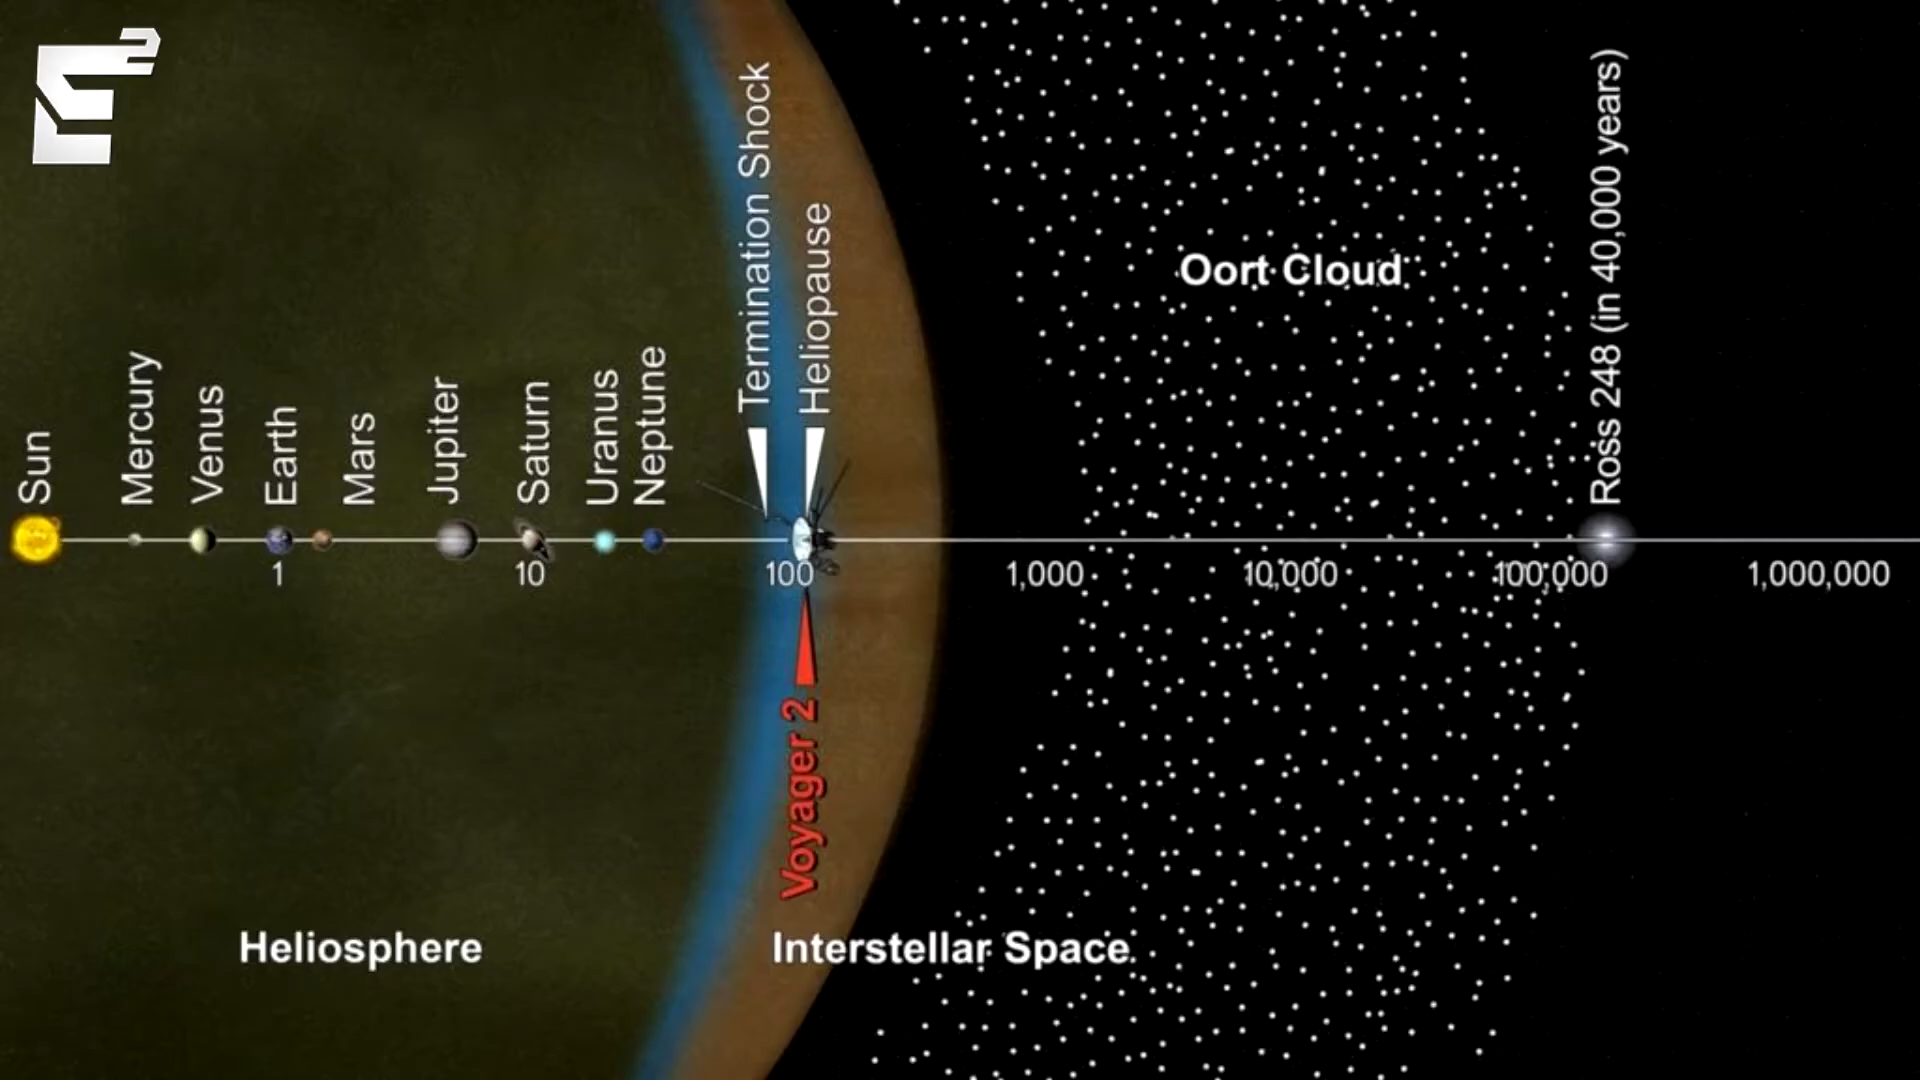 E2
Sun
Mercury
Venus
Earth
Mars
Jupiter
Saturn
Uranus
Neptune
Termination Shock
Heliopause
Oort Cloud
Ross 248 (in 40,000 years)
1
10
100
1,000
10,000
100,000
1,000,000
Voyager 2
Heliosphere
Interstellar Space